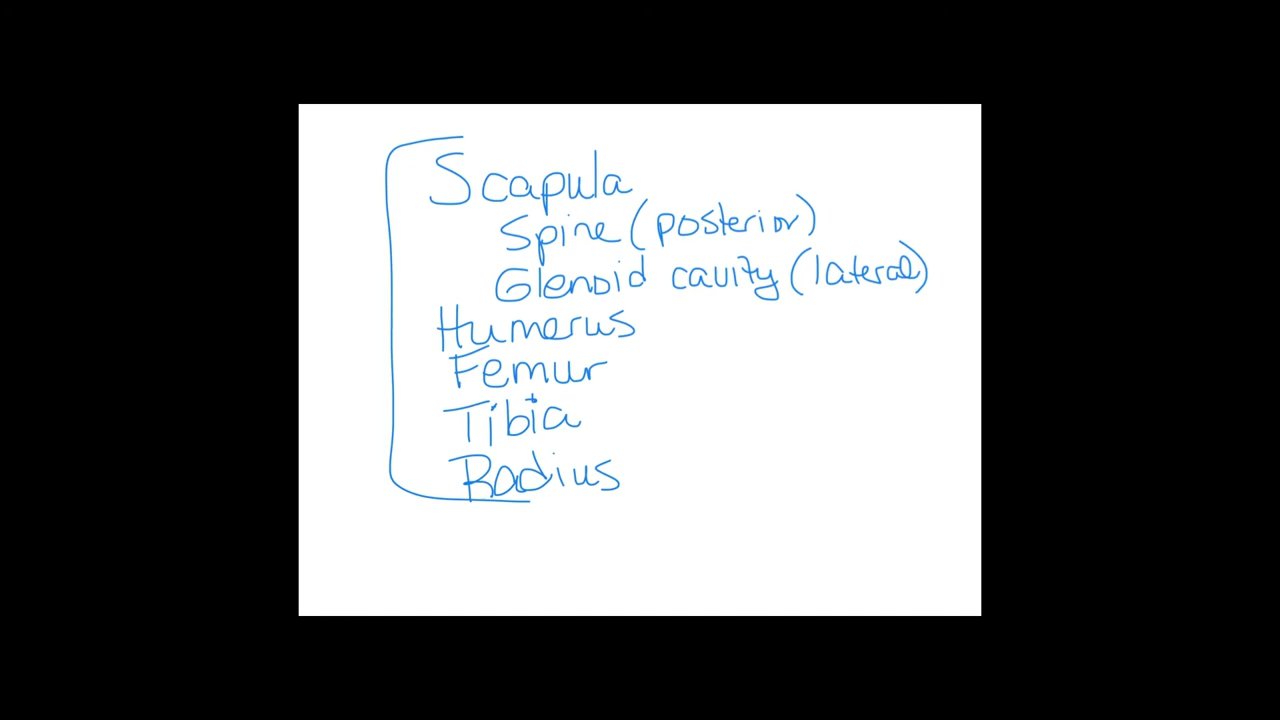 Scapula
Spine (posterior)
Glenoid cavity (lateral)
Humerus
Femur
Tibia
Radius